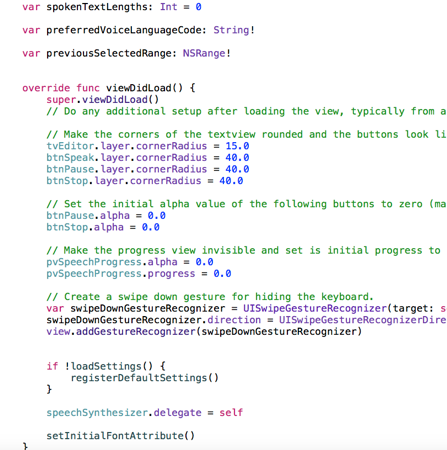 var spokenTextLengths: Int = 0
var preferredVoiceLanguageCode: String!
var previousSelectedRange: NSRange!
override func viewDidLoad() {
super.viewDidLoad()
// Do any additional setup after loading the view, typically from a
// Make the corners of the textview rounded and the buttons look li
tvEditor.layer.cornerRadius = 15.0
btnSpeak.layer.cornerRadius = 40.0
btnPause.layer.cornerRadius = 40.0
btnStop.layer.cornerRadius = 40.0
// Set the initial alpha value of the following buttons to zero (ma
btnPause.alpha = 0.0
btnStop.alpha = 0.0
// Make the progress view invisible and set is initial progress to
pvSpeechProgress.alpha = 0.0
pvSpeechProgress.progress = 0.0
// Create a swipe down gesture for hiding the keyboard.
var swipeDownGestureRecognizer = UISwipeGestureRecognizer(target: s
swipeDownGestureRecognizer.direction = UISwipeGestureRecognizerDire
view.addGestureRecognizer(swipeDownGestureRecognizer)
if !loadSettings() {
registerDefaultSettings()
}
speechSynthesizer.delegate = self
setInitialFontAttribute()
}